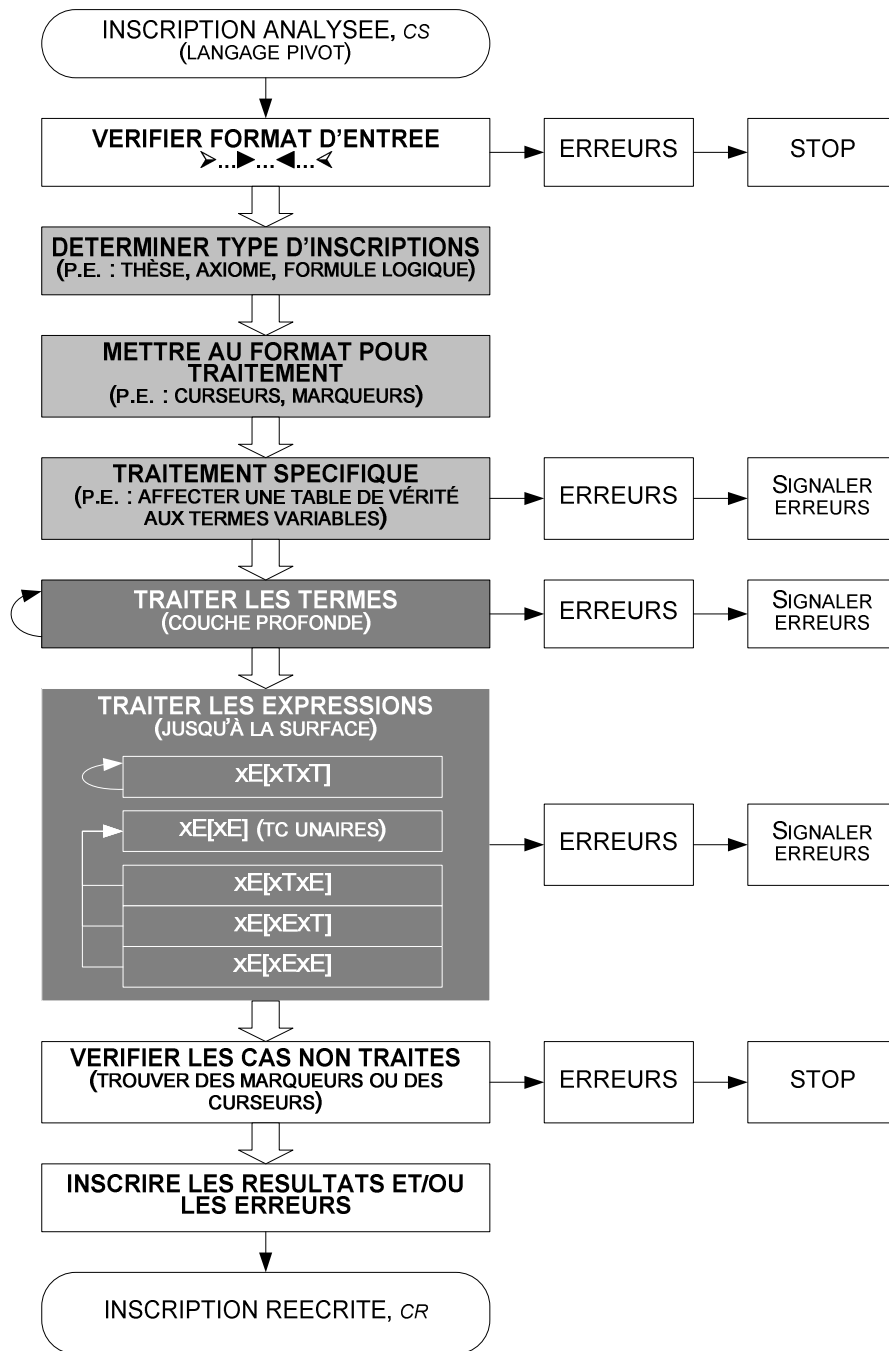 INSCRIPTION ANALYSEE, CS
(LANGAGE PIVOT)
VERIFIER FORMAT D'ENTREE
➢...►...◄...⮘
ERREURS
STOP
DETERMINER TYPE D'INSCRIPTIONS
(P.E. : THÈSE, AXIOME, FORMULE LOGIQUE)
METTRE AU FORMAT POUR
TRAITEMENT
(P.E. : CURSEURS, MARQUEURS)
TRAITEMENT SPECIFIQUE
(P.E. : AFFECTER UNE TABLE DE VÉRITÉ
AUX TERMES VARIABLES)
ERREURS
SIGNALER
ERREURS
TRAITER LES TERMES
(COUCHE PROFONDE)
ERREURS
SIGNALER
ERREURS
TRAITER LES EXPRESSIONS
(JUSQU'À LA SURFACE)
xE[xTxT]
xE[xE] (TC UNAIRES)
xE[xTxE]
xE[xExT]
xE[xExE]
ERREURS
SIGNALER
ERREURS
VERIFIER LES CAS NON TRAITES
(TROUVER DES MARQUEURS OU DES
CURSEURS)
ERREURS
STOP
INSCRIRE LES RESULTATS ET/OU
LES ERREURS
INSCRIPTION REECRITE, CR